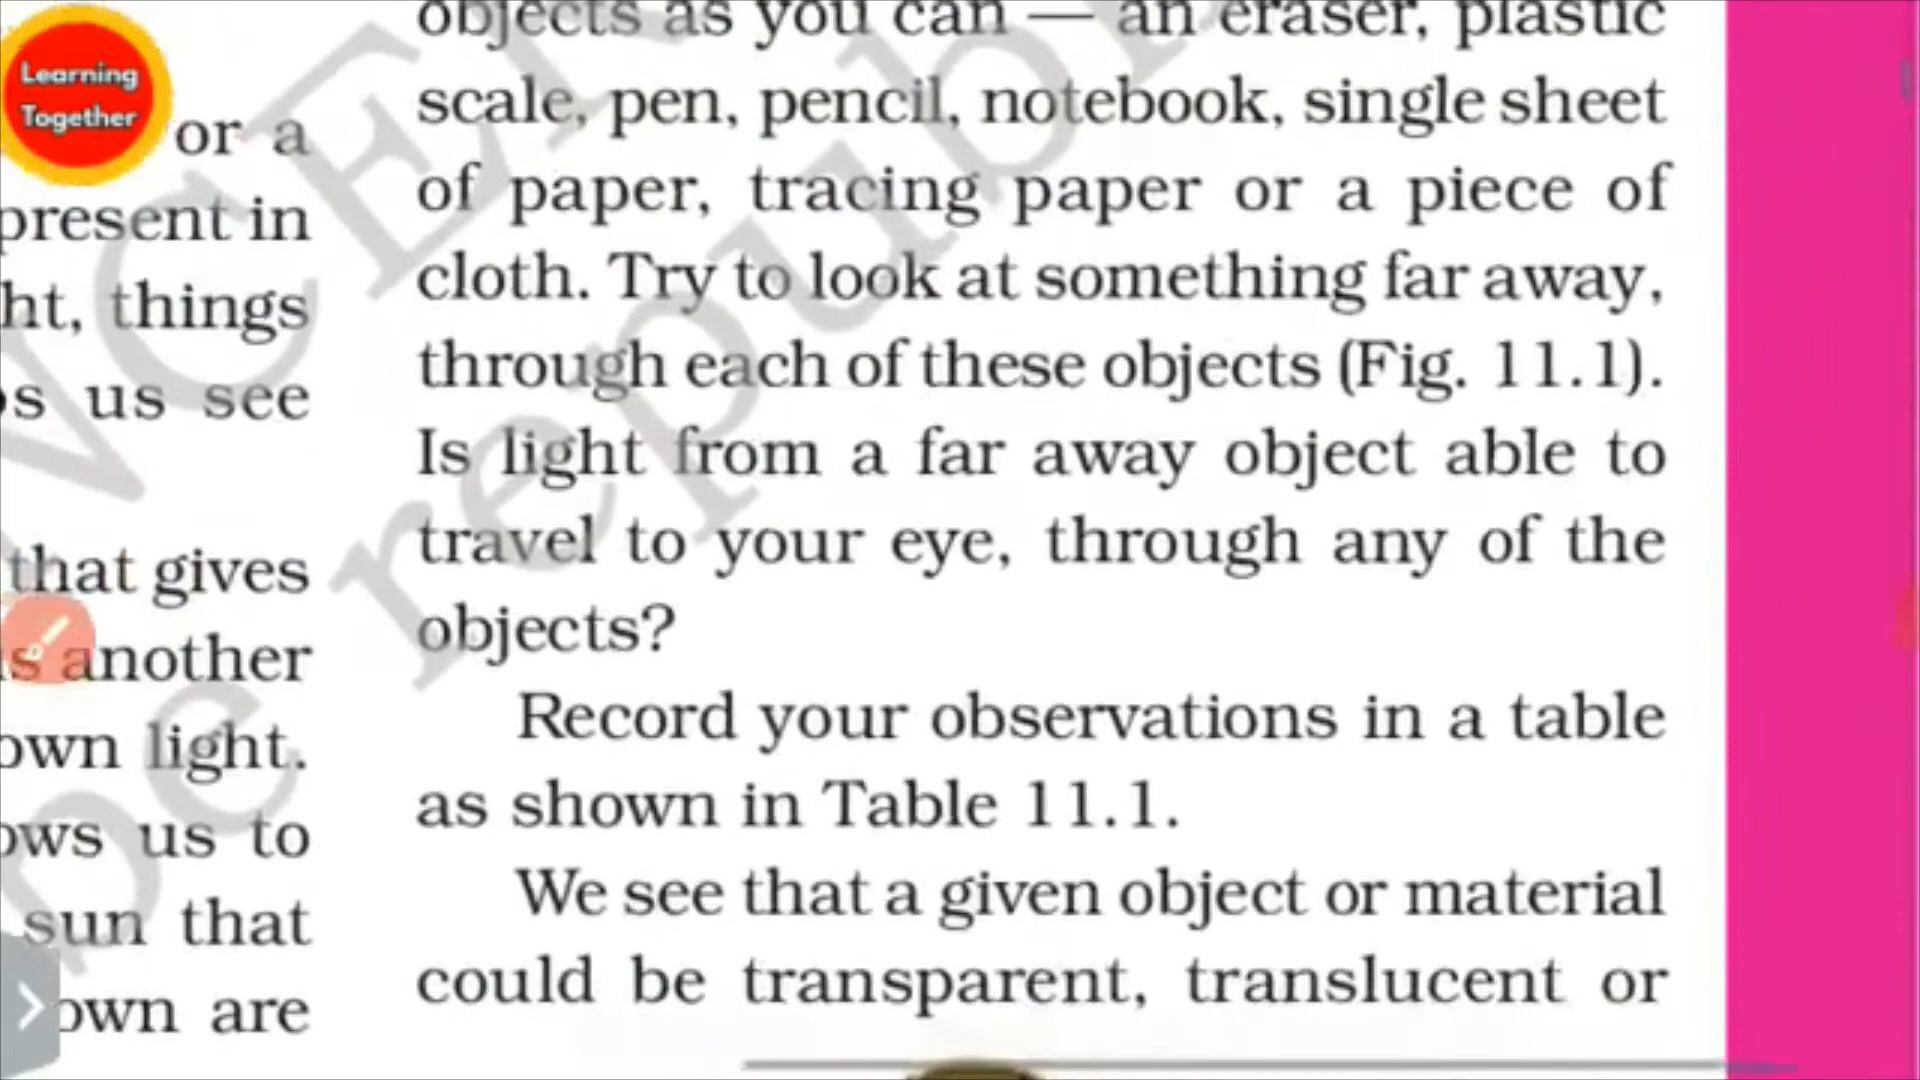 Learning
Together
or a
present in
things
us see
that gives
another
own light.
us to
sun that
own are
objects as you can — an eraser, plastic
scale, pen, pencil, notebook, single sheet
of paper, tracing paper or a piece of
cloth. Try to look at something far away,
through each of these objects (Fig. 11.1).
Is light from a far away object able to
travel to your eye, through any of the
objects?
Record your observations in a table
as shown in Table 11.1.
We see that a given object or material
could be transparent, translucent or